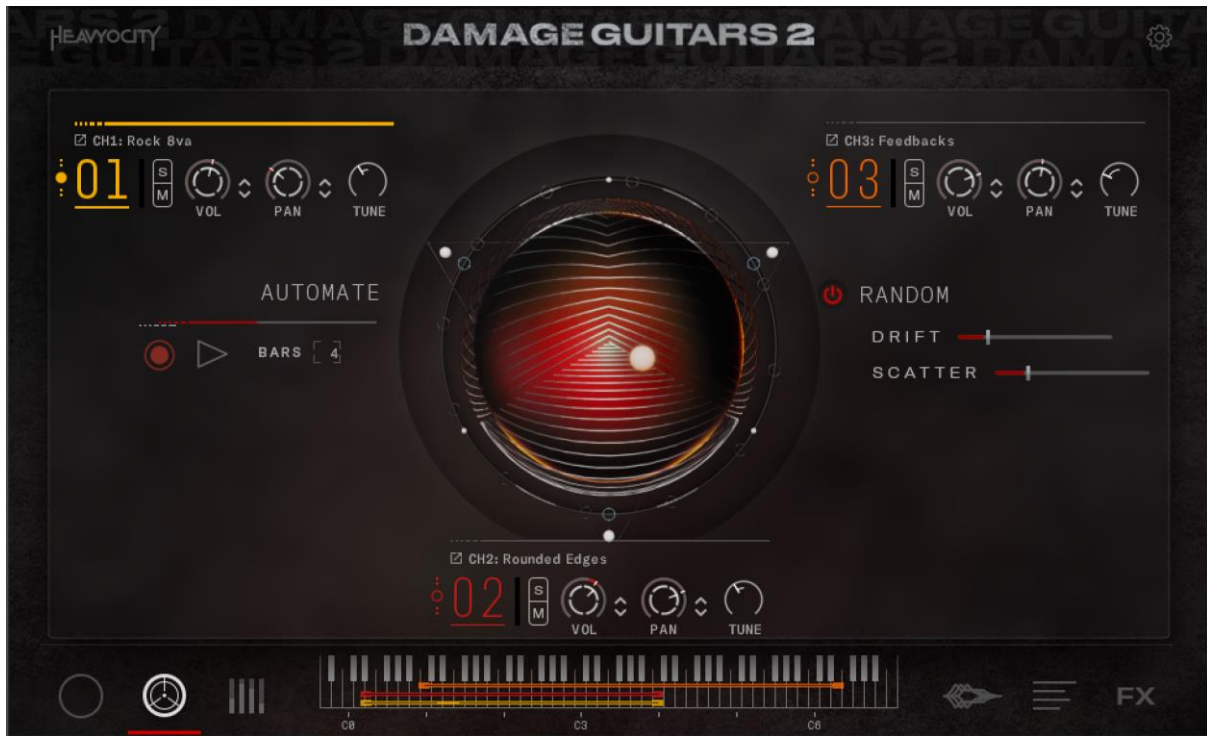 HEAVYOCITY
DAMAGE GUITARS 2
CH1: Rock 8va
01
S
M
VOL
PAN
TUNE
CH3: Feedbacks
03
S
M
VOL
PAN
TUNE
AUTOMATE
BARS 4
RANDOM
DRIFT
SCATTER
CH2: Rounded Edges
02
S
M
VOL
PAN
TUNE
C0
C3
C6
FX